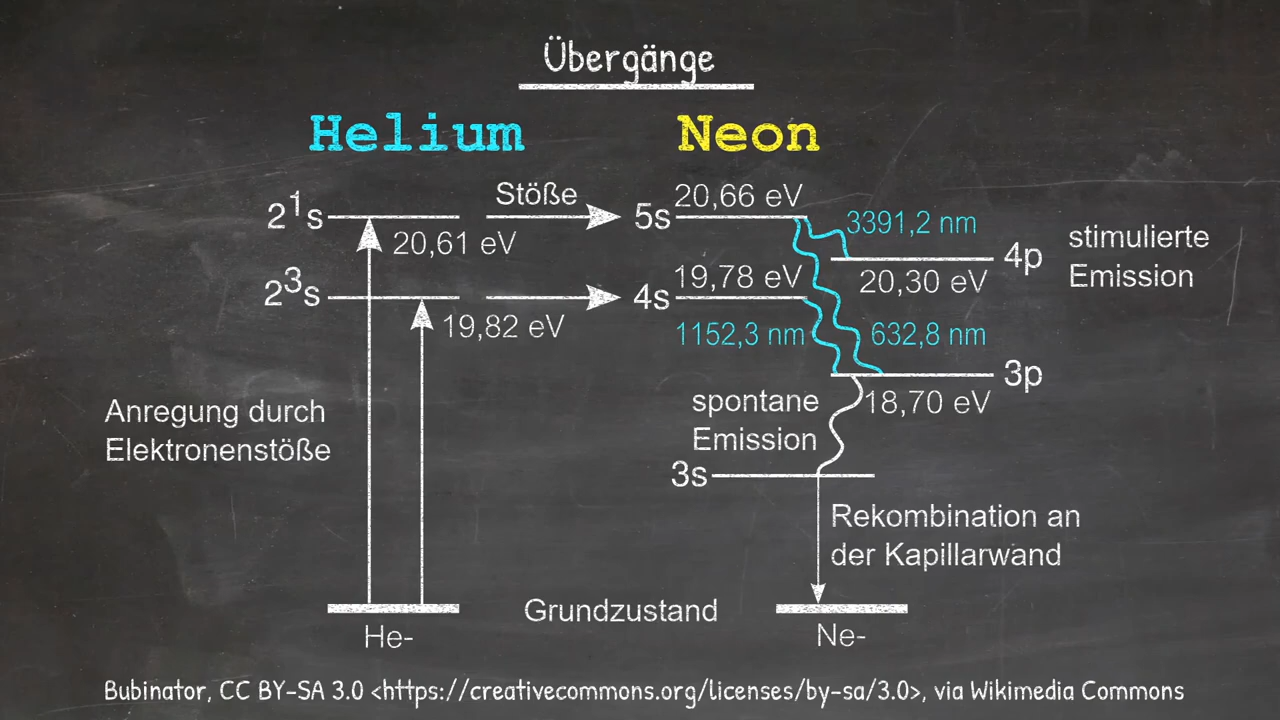 Übergänge
Helium
Neon
2¹s
Stöße
5s
20,66 eV
20,61 eV
3391,2 nm
4p
20,30 eV
stimulierte
Emission
2³s
4s
19,78 eV
19,82 eV
1152,3 nm
632,8 nm
3p
18,70 eV
Anregung durch
Elektronenstöße
spontane
Emission
3s
Rekombination an
der Kapillarwand
Grundzustand
He-
Ne-
Bubinator, CC BY-SA 3.0 <https://creativecommons.org/licenses/by-sa/3.0>, via Wikimedia Commons